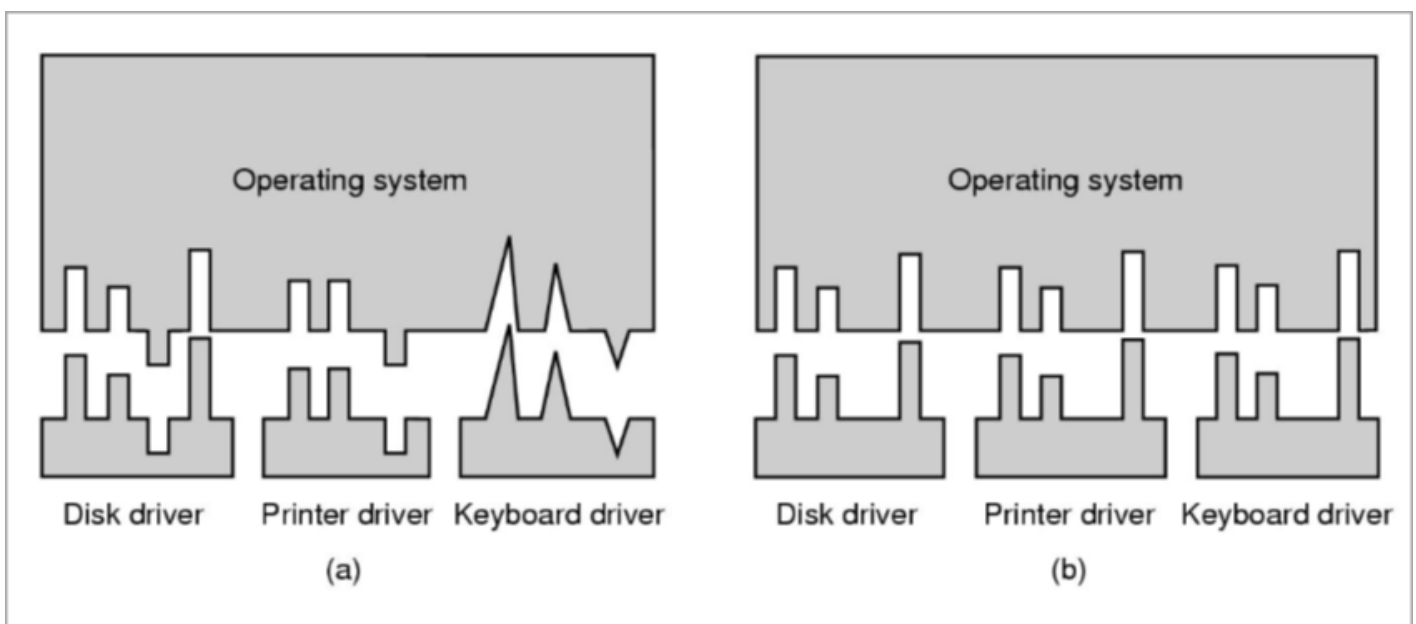 Operating system
Disk driver
Printer driver
Keyboard driver
(a)
Operating system
Disk driver
Printer driver
Keyboard driver
(b)